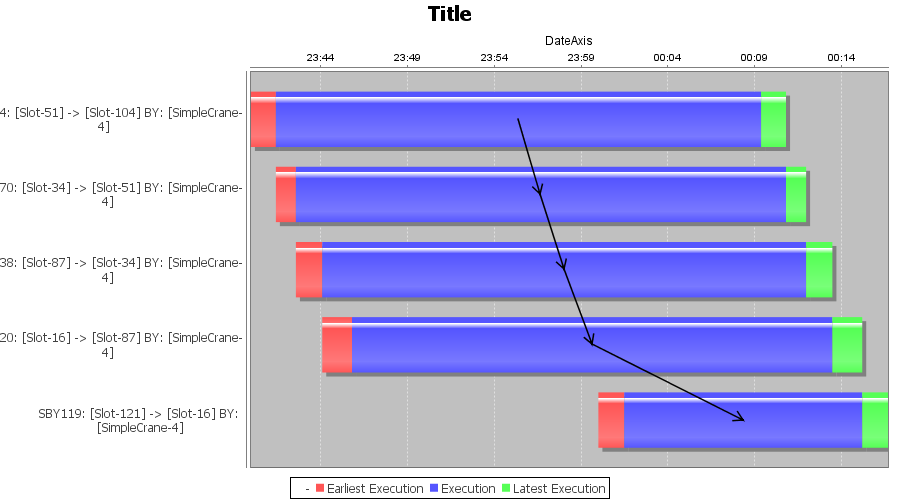 Title
DateAxis
23:44 23:49 23:54 23:59 00:04 00:09 00:14
4: [Slot-51] -> [Slot-104] BY: [SimpleCrane-
4]
70: [Slot-34] -> [Slot-51] BY: [SimpleCrane-
4]
38: [Slot-87] -> [Slot-34] BY: [SimpleCrane-
4]
20: [Slot-16] -> [Slot-87] BY: [SimpleCrane-
4]
SBY119: [Slot-121] -> [Slot-16] BY:
[SimpleCrane-4]
- Earliest Execution Execution Latest Execution